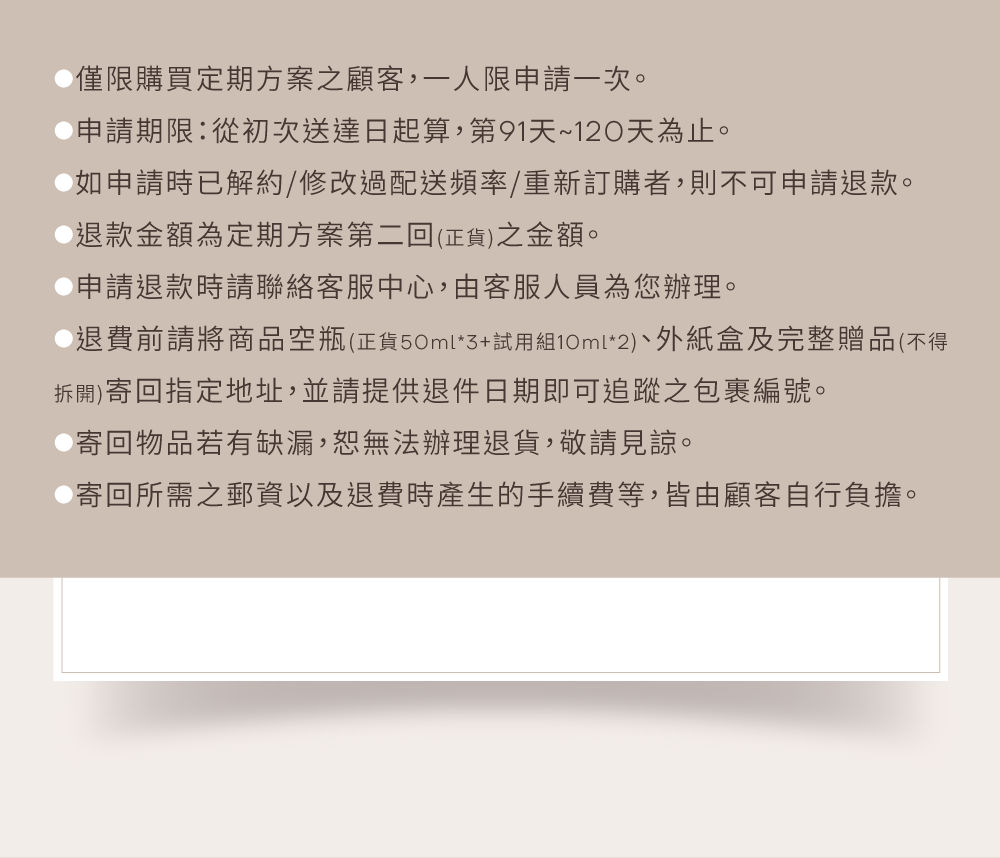 ●僅限購買定期方案之顧客，一人限申請一次。
●申請期限：從初次送達日起算，第91天~120天為止。
●如申請時已解約/修改過配送頻率/重新訂購者，則不可申請退款。
●退款金額為定期方案第二回(正貨)之金額。
●申請退款時請聯絡客服中心，由客服人員為您辦理。
●退費前請將商品空瓶(正貨50ml*3+試用組10ml*2)、外紙盒及完整贈品(不得
拆開)寄回指定地址，並請提供退件日期即可追蹤之包裹編號。
●寄回物品若有缺漏，恕無法辦理退貨，敬請見諒。
●寄回所需之郵資以及退費時產生的手續費等，皆由顧客自行負擔。